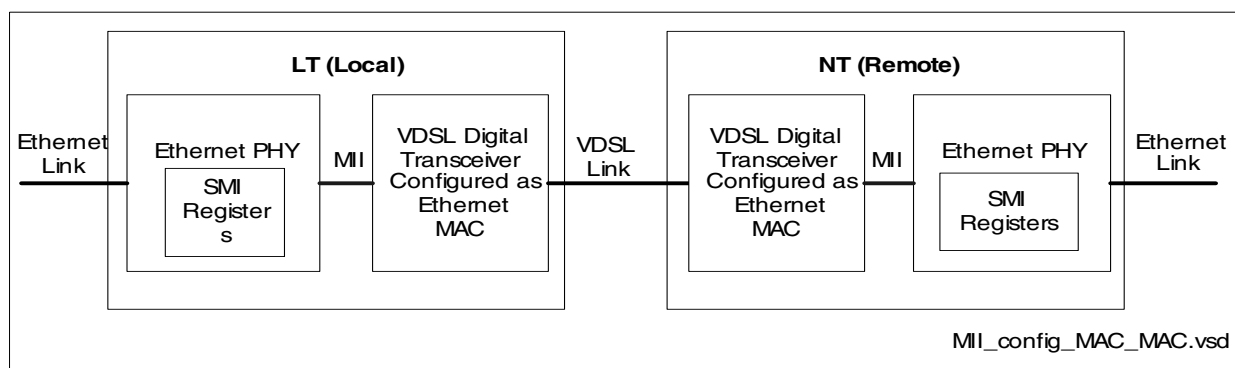 LT (Local)
NT (Remote)
Ethernet
Link
Ethernet PHY
SMI
Register
s
MII
VDSL Digital
Transceiver
Configured as
Ethernet
MAC
VDSL
Link
VDSL Digital
Transceiver
Configured as
Ethernet
MAC
MII
Ethernet PHY
SMI
Registers
Ethernet
Link
MII_config_MAC_MAC.vsd